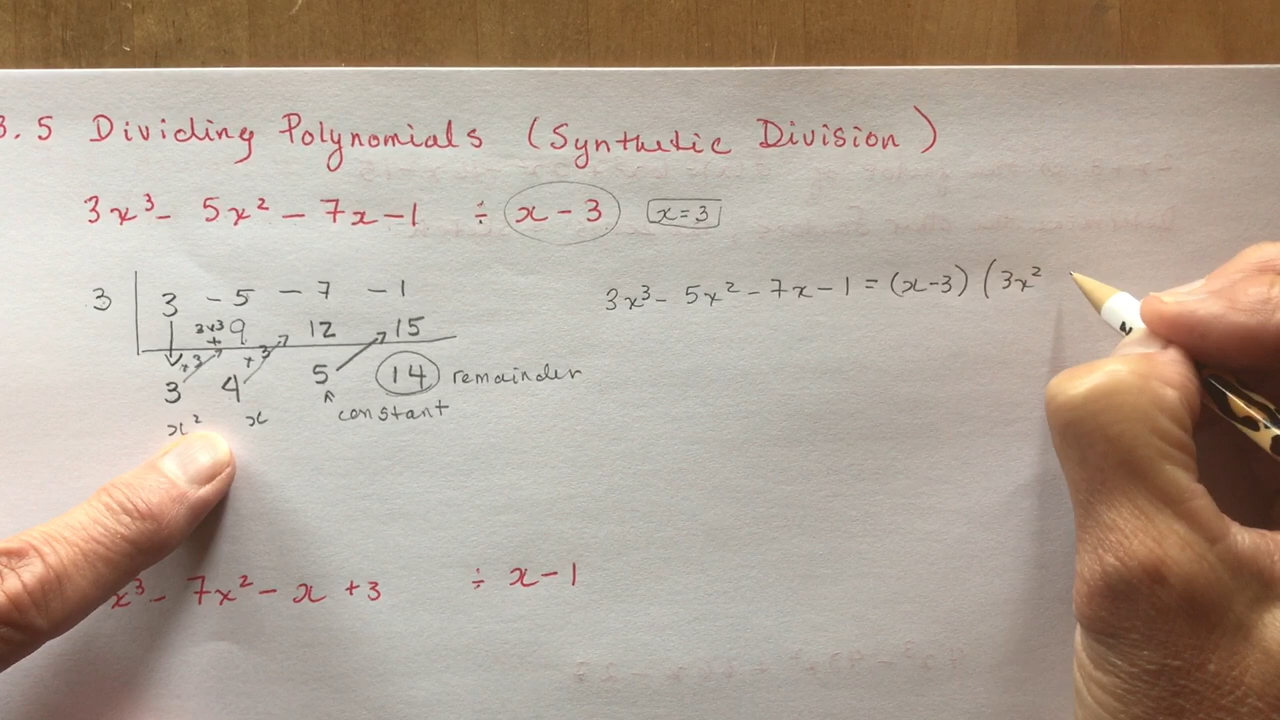 3.5 Dividing Polynomials (Synthetic Division)
3x³ - 5x² - 7x - 1 ÷ x - 3 x = 3
3 3 - 5 - 7 - 1
3x3 9 12 15
+
x3 x3
3 4 5 14 remainder
x² x constant
3x³ - 5x² - 7x - 1 = (x - 3) (3x²
x³ - 7x² - x + 3 ÷ x - 1